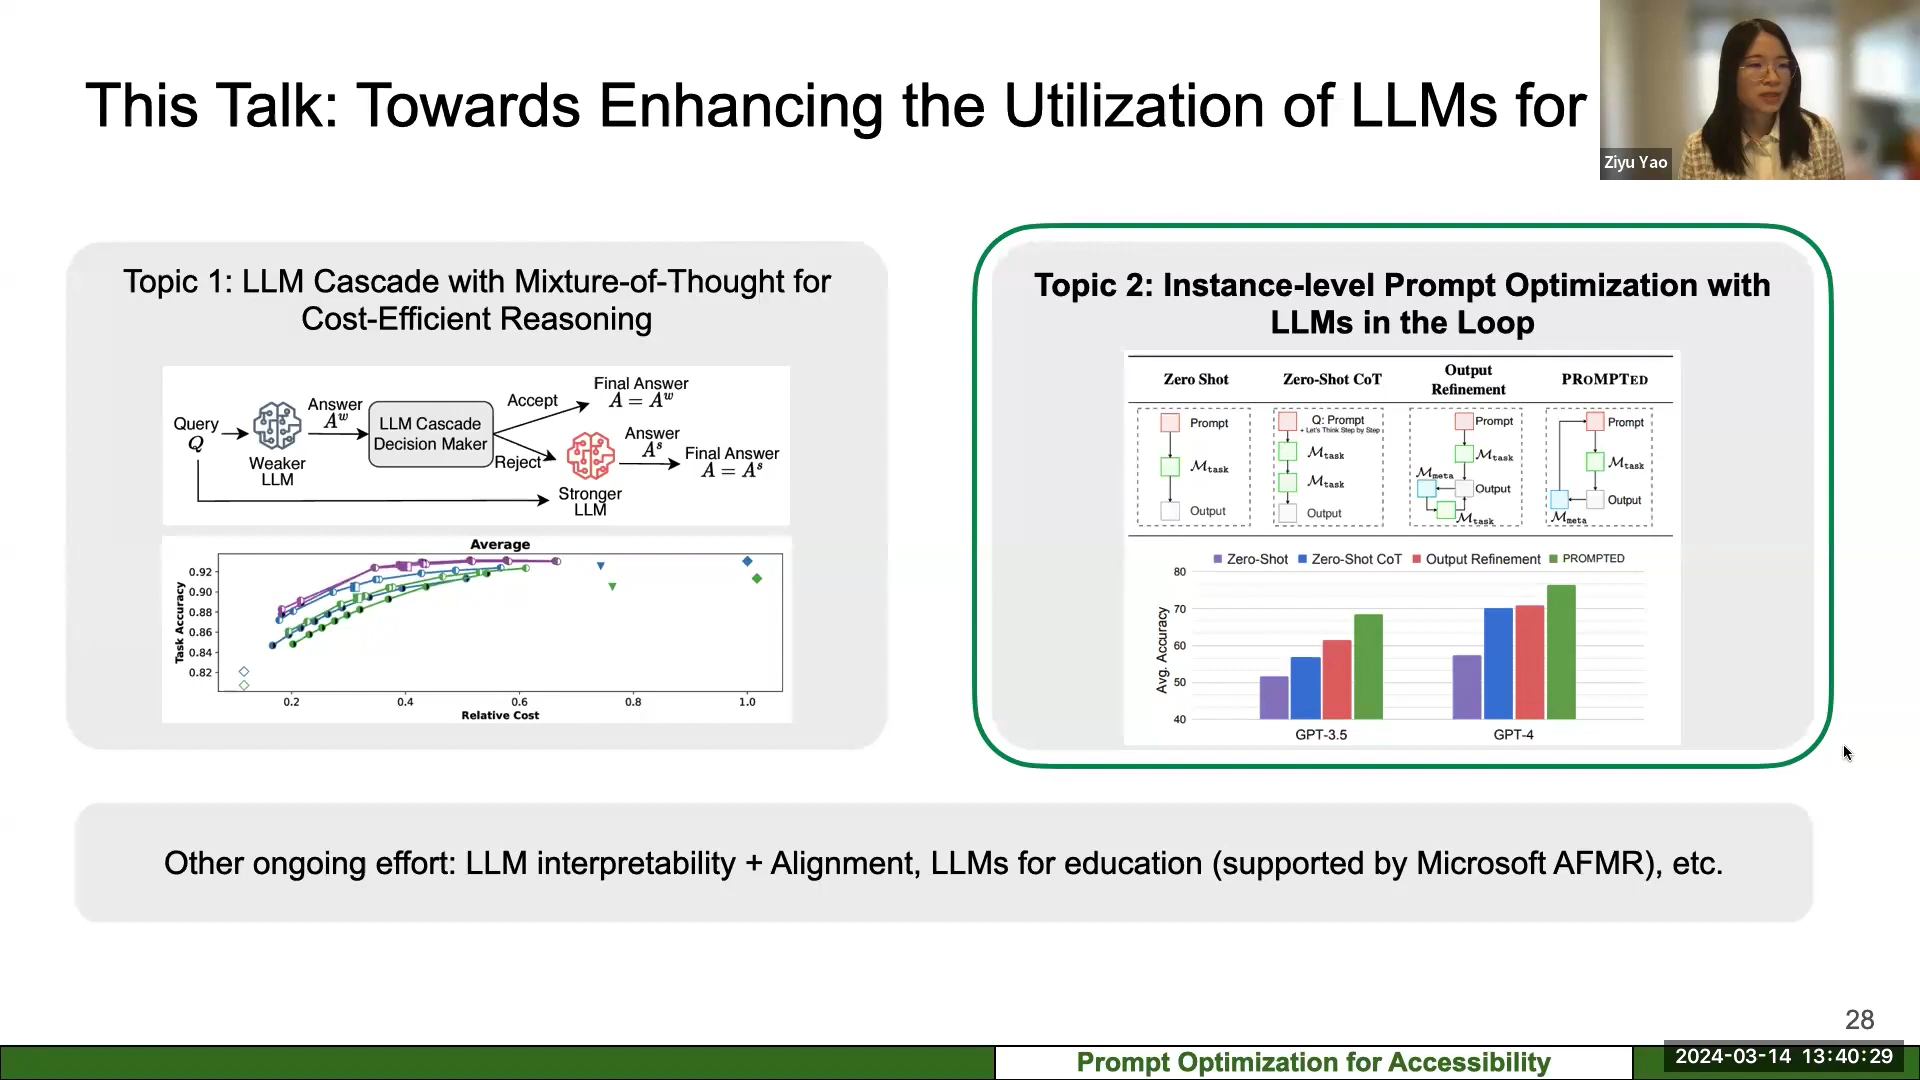 This Talk: Towards Enhancing the Utilization of LLMs for
Ziyu Yao
Topic 1: LLM Cascade with Mixture-of-Thought for
Cost-Efficient Reasoning
Query
Q
Weaker
LLM
Answer
A^w
LLM Cascade
Decision Maker
Accept
Reject
Final Answer
A = A^w
Stronger
LLM
Answer
A^s
Final Answer
A = A^s
Average
Task Accuracy
0.92
0.90
0.88
0.86
0.84
0.82
0.2 0.4 0.6 0.8 1.0
Relative Cost
Topic 2: Instance-level Prompt Optimization with
LLMs in the Loop
Zero Shot
Zero-Shot CoT
Output
Refinement
PROMPTED
Prompt
M_task
Output
Q: Prompt
+ Let's Think Step by Step
M_task
M_task
Output
Prompt
M_task
M_meta
Output
M_task
Prompt
M_task
Output
M_meta
Zero-Shot Zero-Shot CoT Output Refinement PROMPTED
Avg. Accuracy
80
70
60
50
40
GPT-3.5 GPT-4
Other ongoing effort: LLM interpretability + Alignment, LLMs for education (supported by Microsoft AFMR), etc.
28
Prompt Optimization for Accessibility
2024-03-14 13:40:29